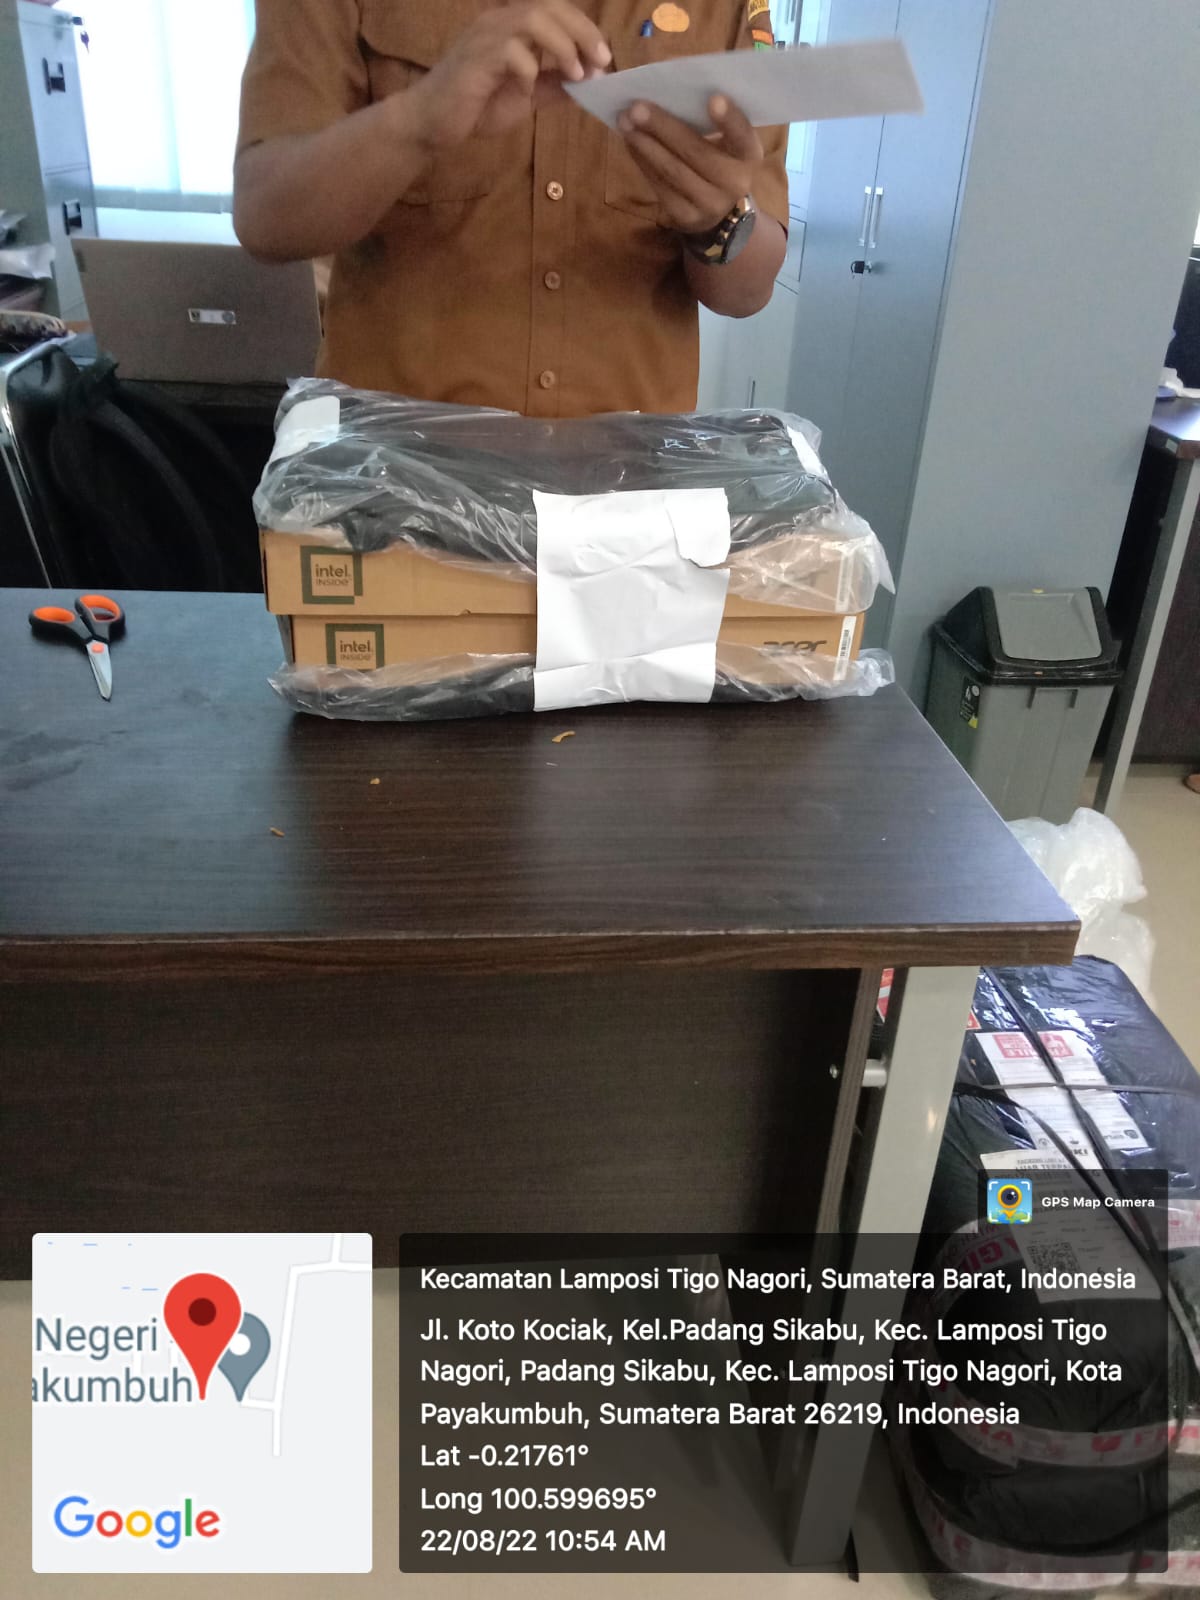 intel.
INSIDE
intel.
INSIDE
acer
GPS Map Camera
Negeri
akumbuh
Google
Kecamatan Lamposi Tigo Nagori, Sumatera Barat, Indonesia
Jl. Koto Kociak, Kel.Padang Sikabu, Kec. Lamposi Tigo
Nagori, Padang Sikabu, Kec. Lamposi Tigo Nagori, Kota
Payakumbuh, Sumatera Barat 26219, Indonesia
Lat -0.21761°
Long 100.599695°
22/08/22 10:54 AM